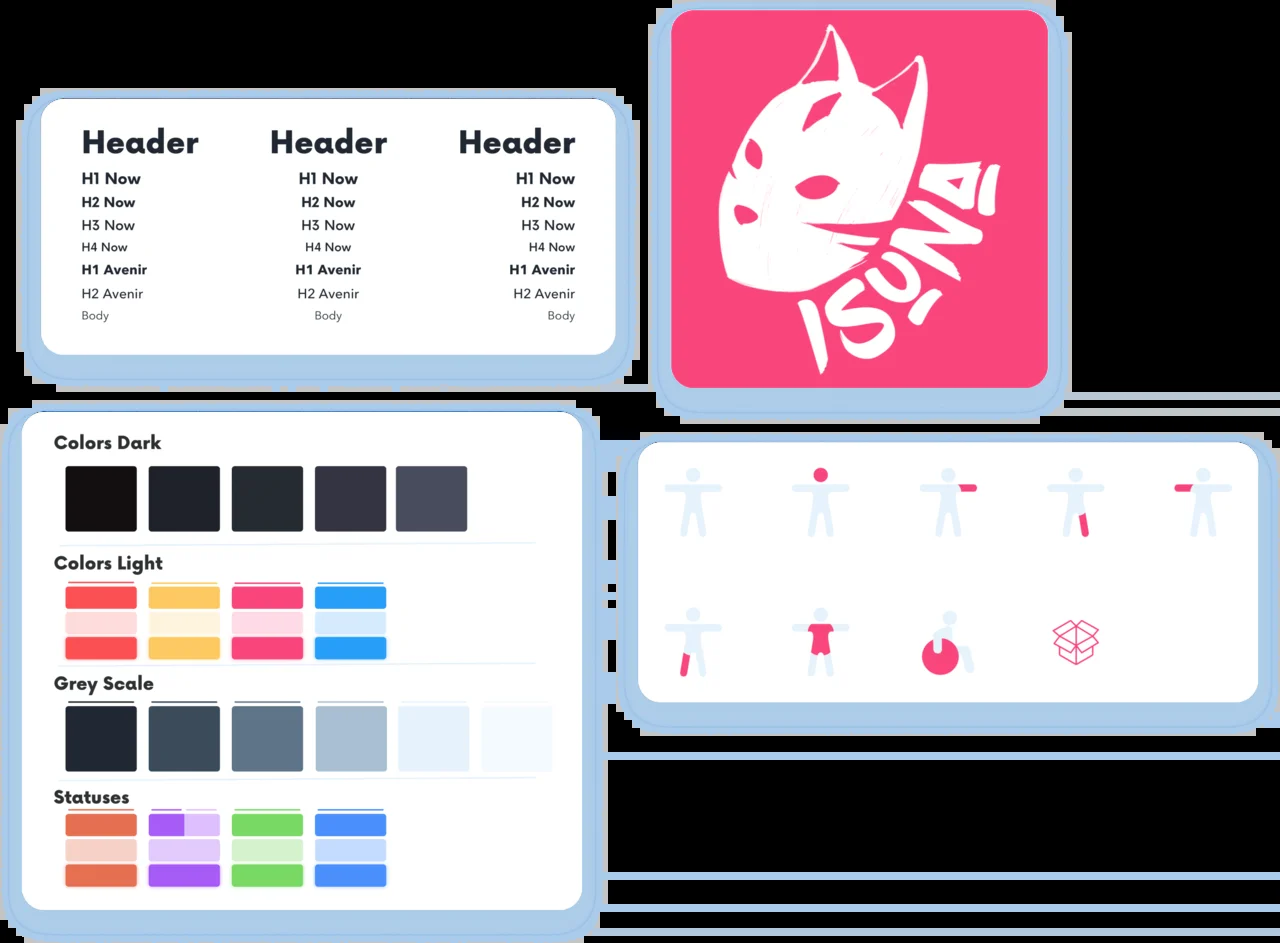 Header Header Header
H1 Now H1 Now H1 Now
H2 Now H2 Now H2 Now
H3 Now H3 Now H3 Now
H4 Now H4 Now H4 Now
H1 Avenir H1 Avenir H1 Avenir
H2 Avenir H2 Avenir H2 Avenir
Body Body Body
ISUNA
Colors Dark
Colors Light
Grey Scale
Statuses